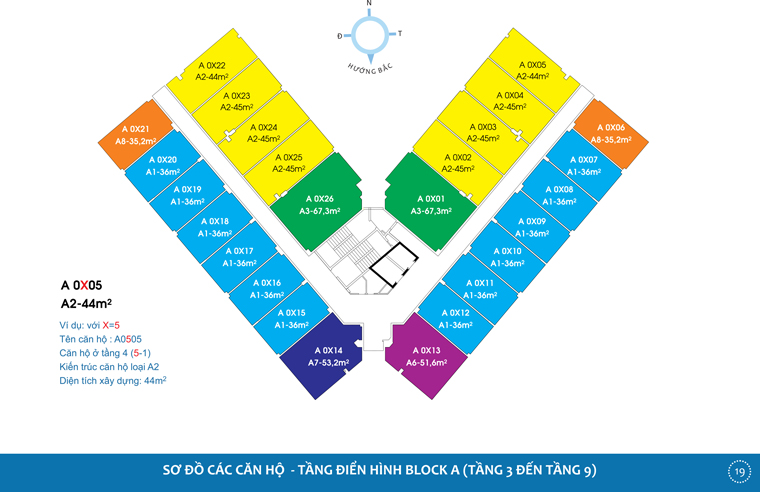 N
Đ
T
HƯỚNG BẮC
A 0X22
A2-44m²
A 0X23
A2-45m²
A 0X24
A2-45m²
A 0X25
A2-45m²
A 0X26
A3-67,3m²
A 0X05
A2-44m²
A 0X04
A2-45m²
A 0X03
A2-45m²
A 0X02
A2-45m²
A 0X01
A3-67,3m²
A 0X21
A8-35,2m²
A 0X20
A1-36m²
A 0X19
A1-36m²
A 0X18
A1-36m²
A 0X17
A1-36m²
A 0X16
A1-36m²
A 0X15
A1-36m²
A 0X14
A7-53,2m²
A 0X06
A8-35,2m²
A 0X07
A1-36m²
A 0X08
A1-36m²
A 0X09
A1-36m²
A 0X10
A1-36m²
A 0X11
A1-36m²
A 0X12
A1-36m²
A 0X13
A6-51,6m²
A 0X05
A2-44m²
Ví dụ: với X=5
Tên căn hộ : A0505
Căn hộ ở tầng 4 (5-1)
Kiến trúc căn hộ loại A2
Diện tích xây dựng: 44m²
SƠ ĐỒ CÁC CĂN HỘ - TẦNG ĐIỂN HÌNH BLOCK A (TẦNG 3 ĐẾN TẦNG 9)
19